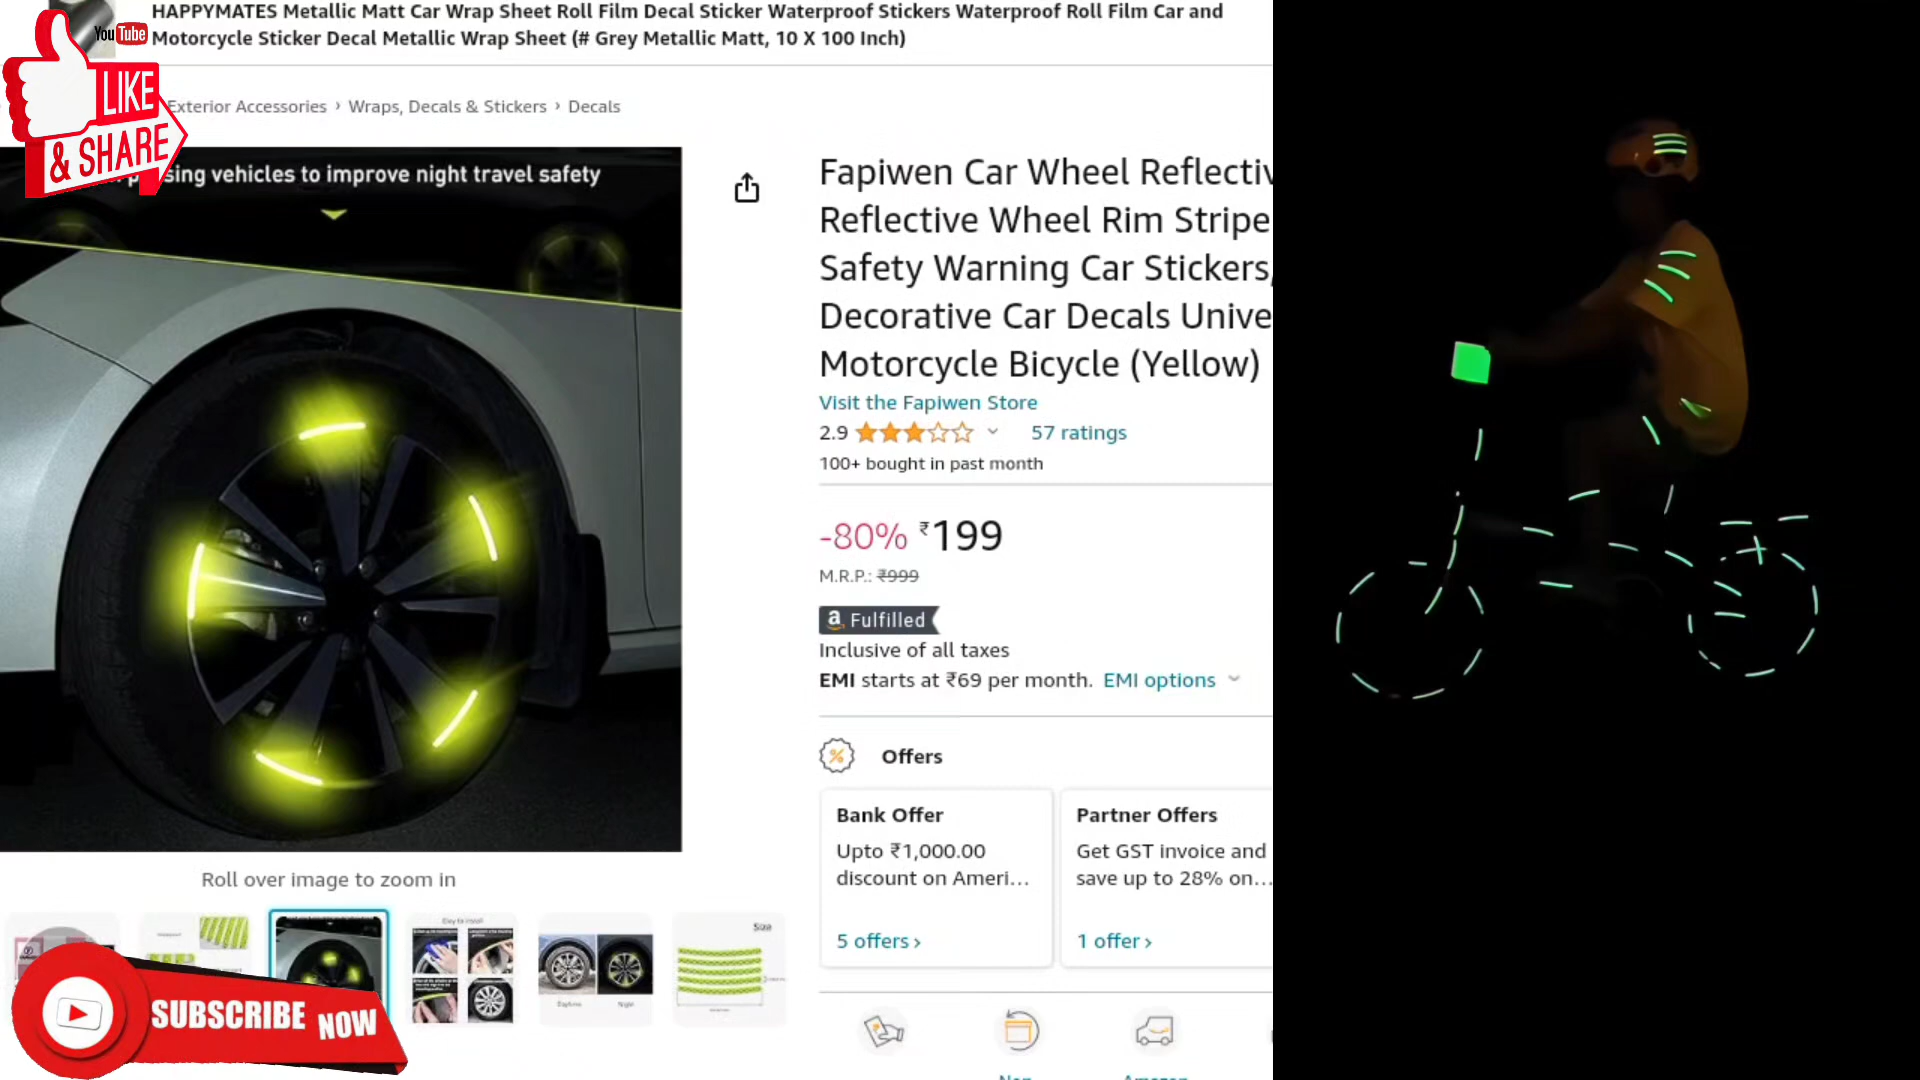 HAPPYMATES Metallic Matt Car Wrap Sheet Roll Film Decal Sticker Waterproof Stickers Waterproof Roll Film Car and
Motorcycle Sticker Decal Metallic Wrap Sheet (# Grey Metallic Matt, 10 X 100 Inch)
YouTube
LIKE
& SHARE
Exterior Accessories › Wraps, Decals & Stickers › Decals
sing vehicles to improve night travel safety
Fapiwen Car Wheel Reflectiv
Reflective Wheel Rim Stripe
Safety Warning Car Stickers,
Decorative Car Decals Unive
Motorcycle Bicycle (Yellow)
Visit the Fapiwen Store
2.9
57 ratings
100+ bought in past month
-80% ₹199
M.R.P.: ₹999
a Fulfilled
Inclusive of all taxes
EMI starts at ₹69 per month. EMI options
Offers
Bank Offer
Upto ₹1,000.00
discount on Ameri...
5 offers ›
Partner Offers
Get GST invoice and
save up to 28% on...
1 offer ›
Roll over image to zoom in
Easy to install
Daytime
Night
Size
SUBSCRIBE NOW